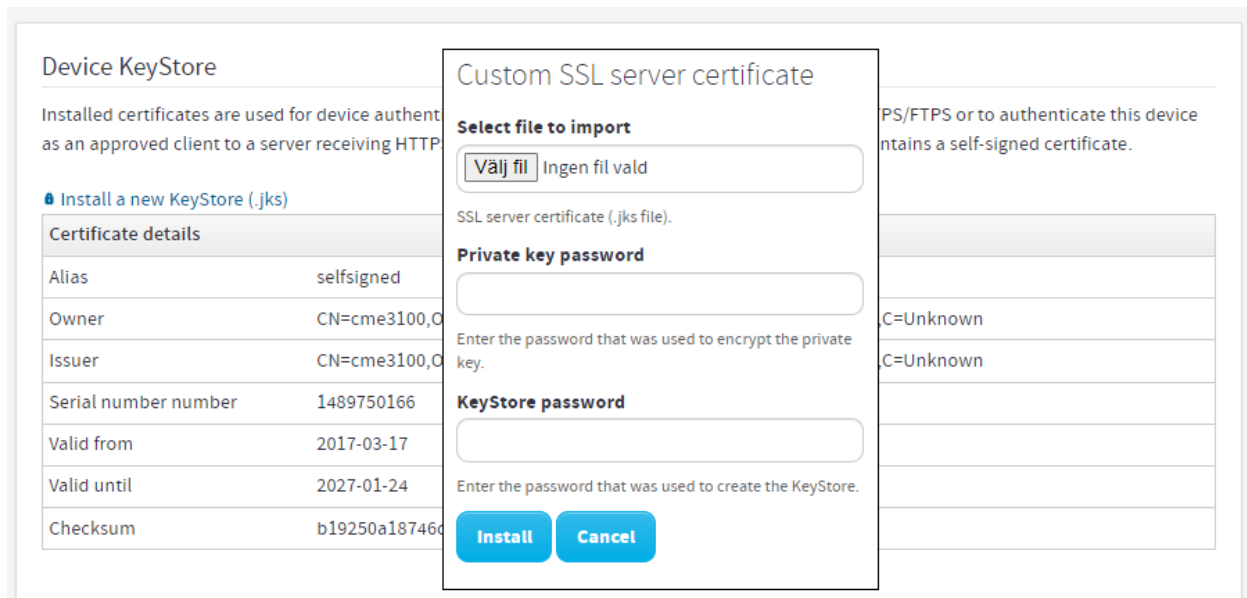 Device KeyStore
Installed certificates are used for device authenti
PS/FTPS or to authenticate this device
as an approved client to a server receiving HTTP
ntains a self-signed certificate.
Install a new KeyStore (.jks)
Certificate details
Alias selfsigned
Owner CN=cme3100,O
,C=Unknown
Issuer CN=cme3100,O
,C=Unknown
Serial number number 1489750166
Valid from 2017-03-17
Valid until 2027-01-24
Checksum b19250a18746
Custom SSL server certificate
Select file to import
Välj fil Ingen fil vald
SSL server certificate (.jks file).
Private key password
Enter the password that was used to encrypt the private
key.
KeyStore password
Enter the password that was used to create the KeyStore.
Install Cancel